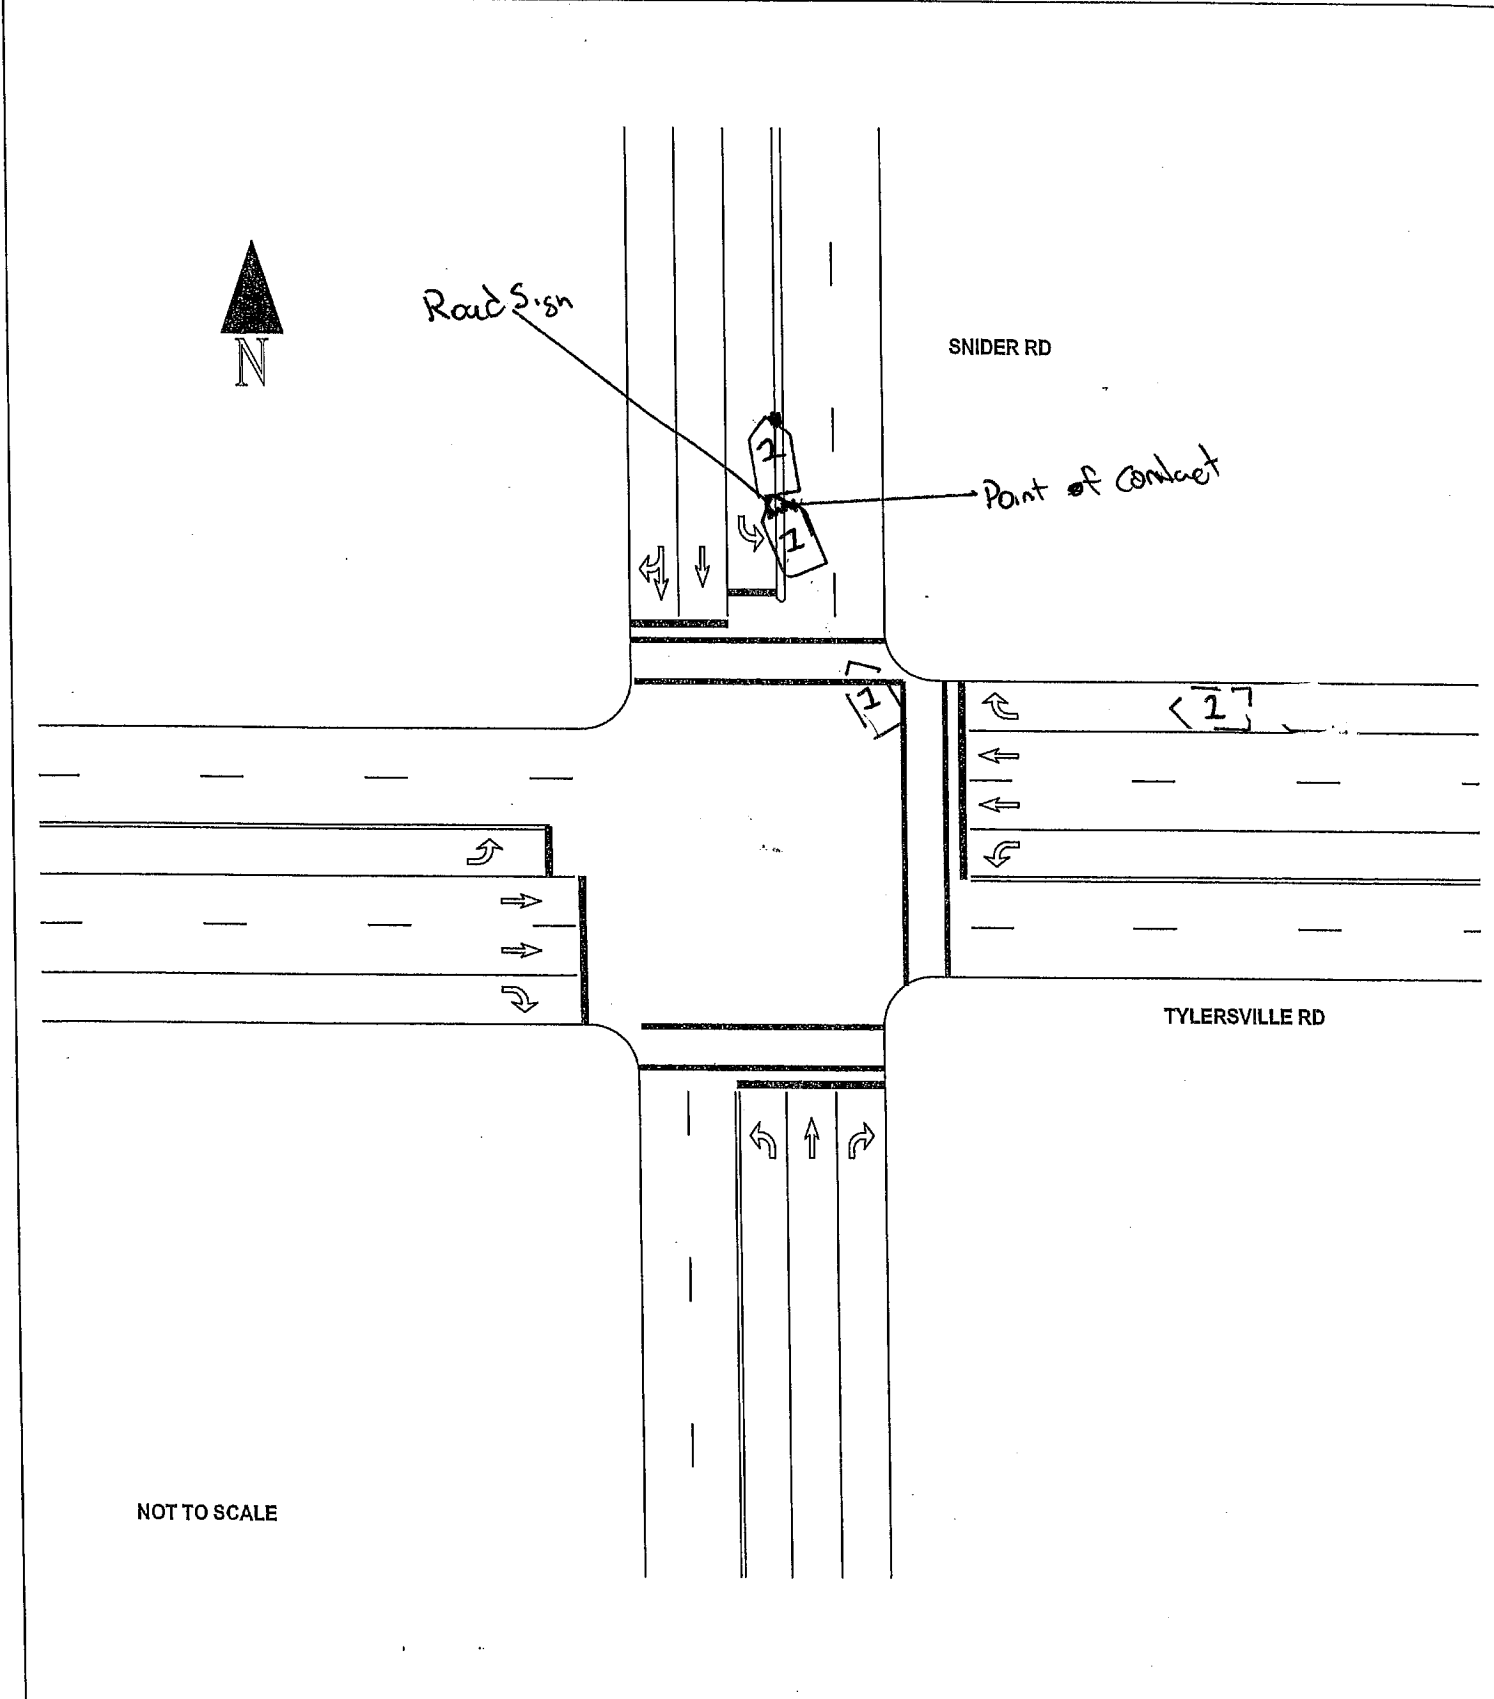 Road Sign
N
SNIDER RD
1
Point of contact
1
1
1
TYLERSVILLE RD
NOT TO SCALE